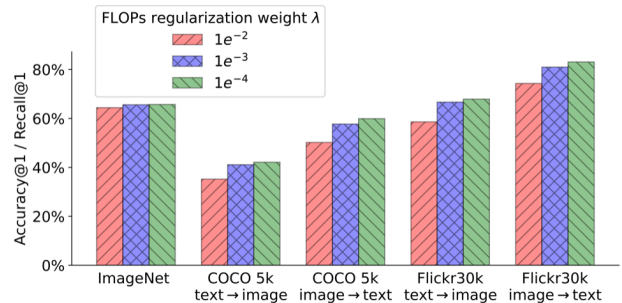 FLOPs regularization weight λ
1e⁻²
1e⁻³
1e⁻⁴
Accuracy@1 / Recall@1
80%
60%
40%
20%
0%
ImageNet
COCO 5k
text→image
COCO 5k
image→text
Flickr30k
text→image
Flickr30k
image→text